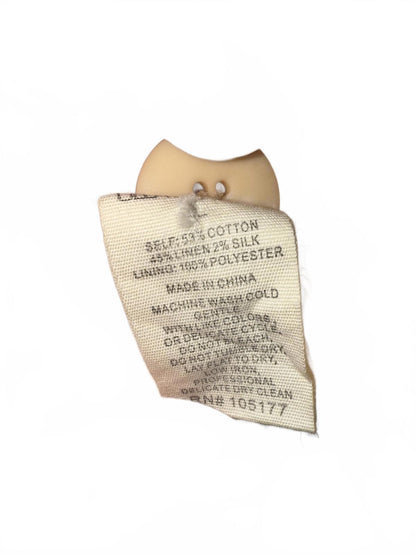 L
SELF: 53% COTTON
45% LINEN 2% SILK
LINING: 100% POLYESTER
MADE IN CHINA
MACHINE WASH COLD
GENTLE
WITH LIKE COLORS
OR DELICATE CYCLE,
DO NOT BLEACH,
DO NOT TUMBLE DRY,
LAY FLAT TO DRY,
LOW IRON,
PROFESSIONAL
DELICATE DRY CLEAN
RN# 105177